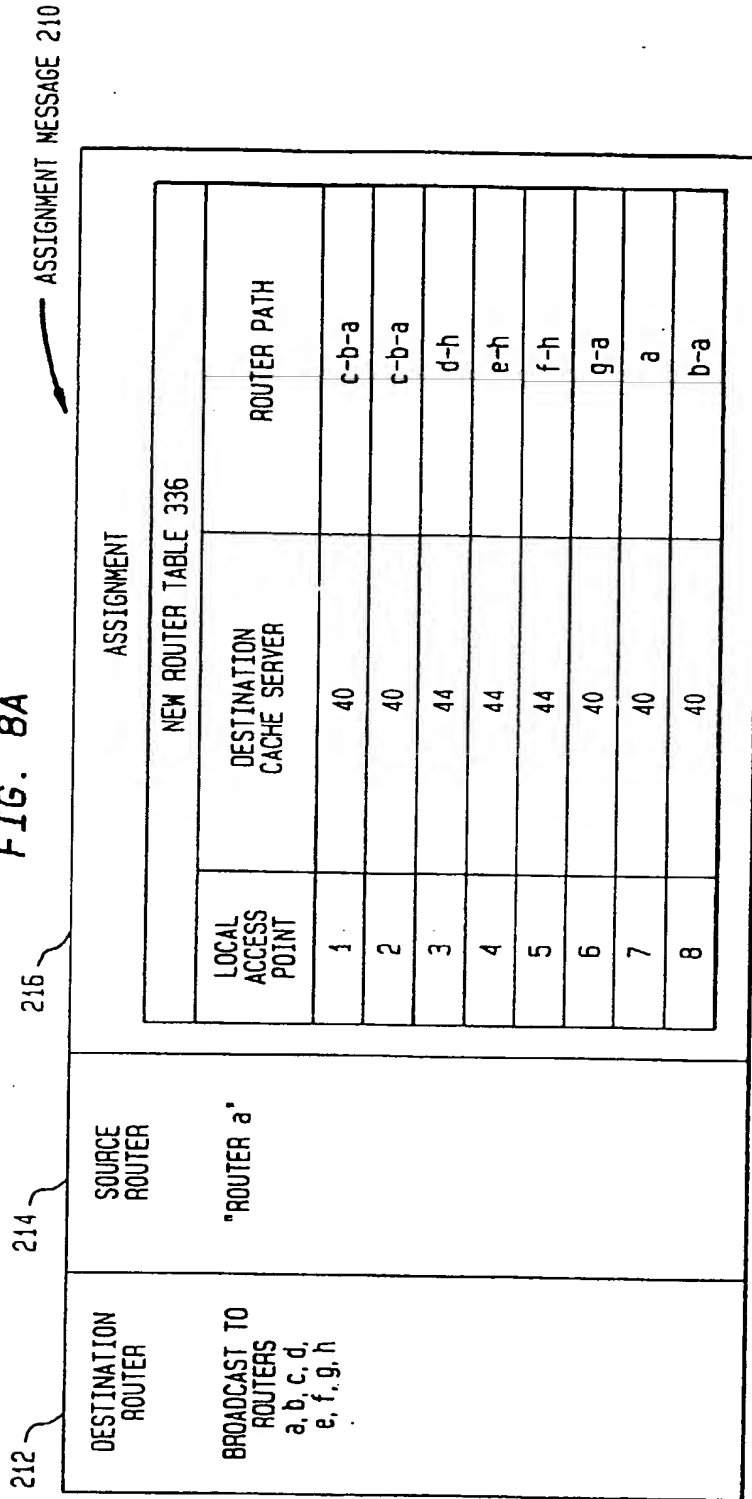 FIG. 8A
ASSIGNMENT MESSAGE 210
212
214
216
DESTINATION
ROUTER
BROADCAST TO
ROUTERS
a, b, c, d,
e, f, g, h
SOURCE
ROUTER
"ROUTER a"
ASSIGNMENT
NEW ROUTER TABLE 336
LOCAL
ACCESS
POINT
DESTINATION
CACHE SERVER
ROUTER PATH
1 40 c-b-a
2 40 c-b-a
3 44 d-h
4 44 e-h
5 44 f-h
6 40 g-a
7 40 a
8 40 b-a